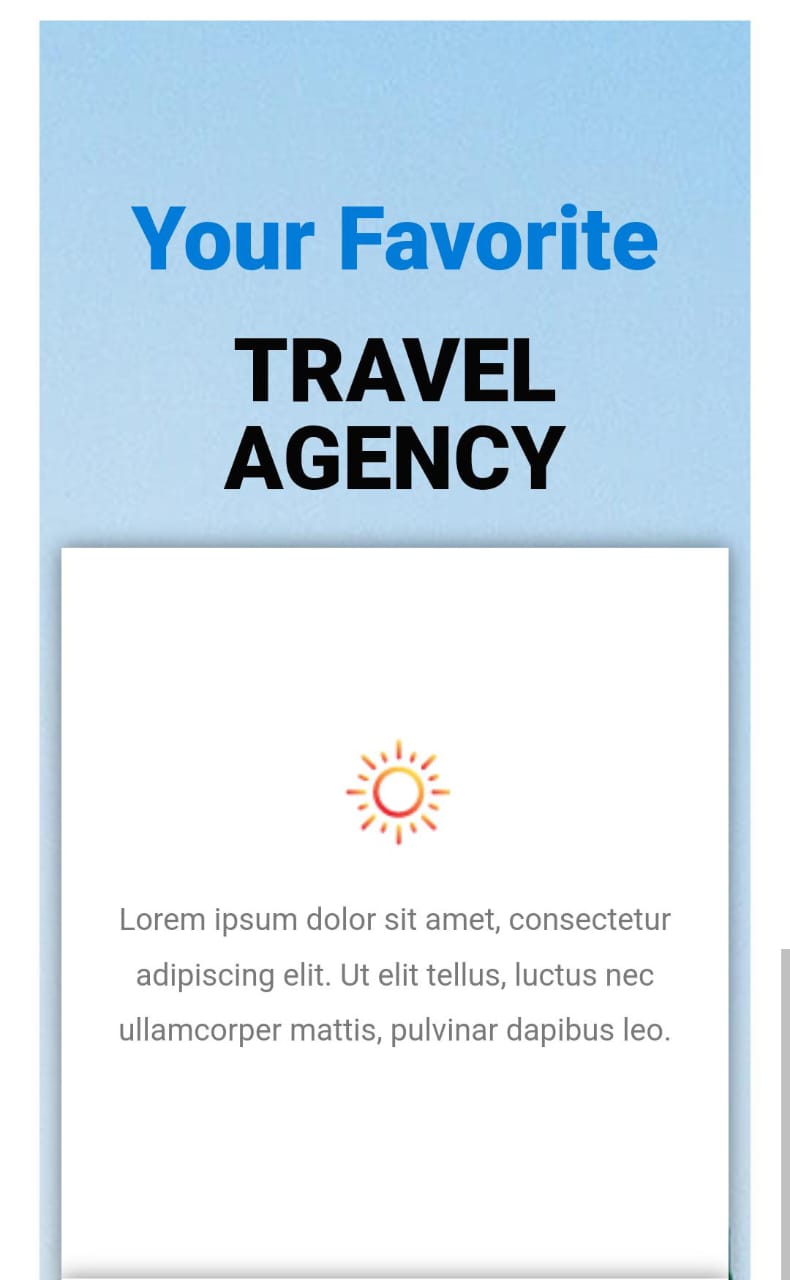 Your Favorite
TRAVEL
AGENCY
Lorem ipsum dolor sit amet, consectetur
adipiscing elit. Ut elit tellus, luctus nec
ullamcorper mattis, pulvinar dapibus leo.